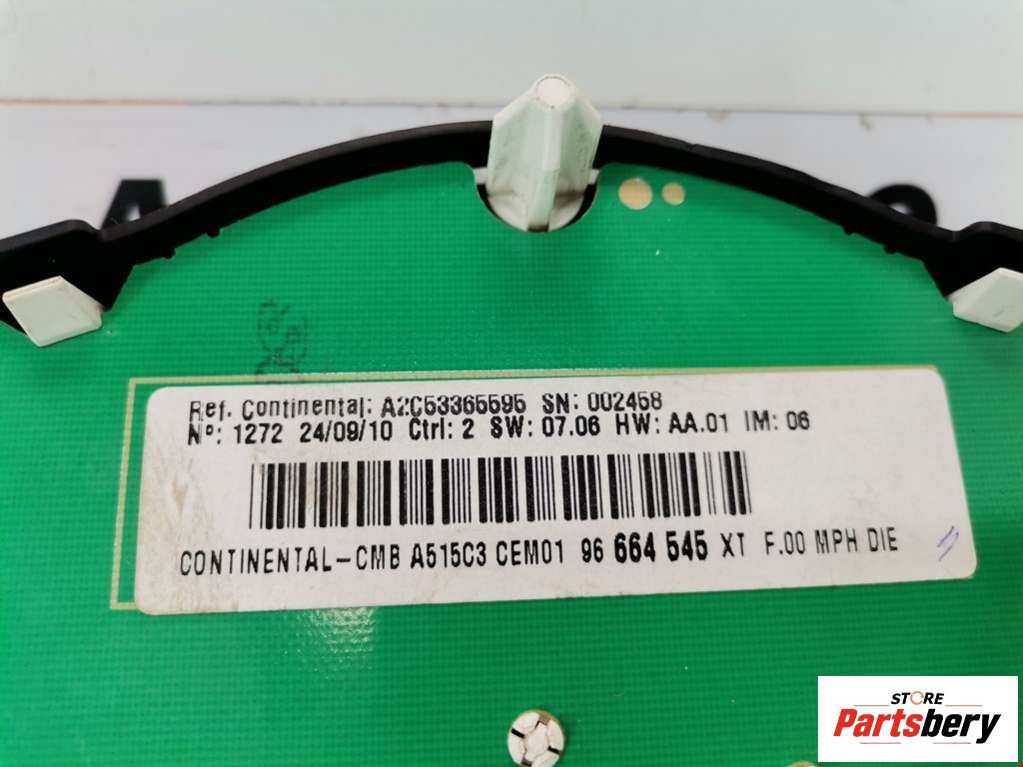 Ref. Continental: A2C53365595 SN: 002458
Nº: 1272 24/09/10 Ctrl: 2 SW: 07.06 HW: AA.01 IM: 06
CONTINENTAL-CMB A515C3 CEM01 96 664 545 XT F.00 MPH DIE
STORE
Partsbery